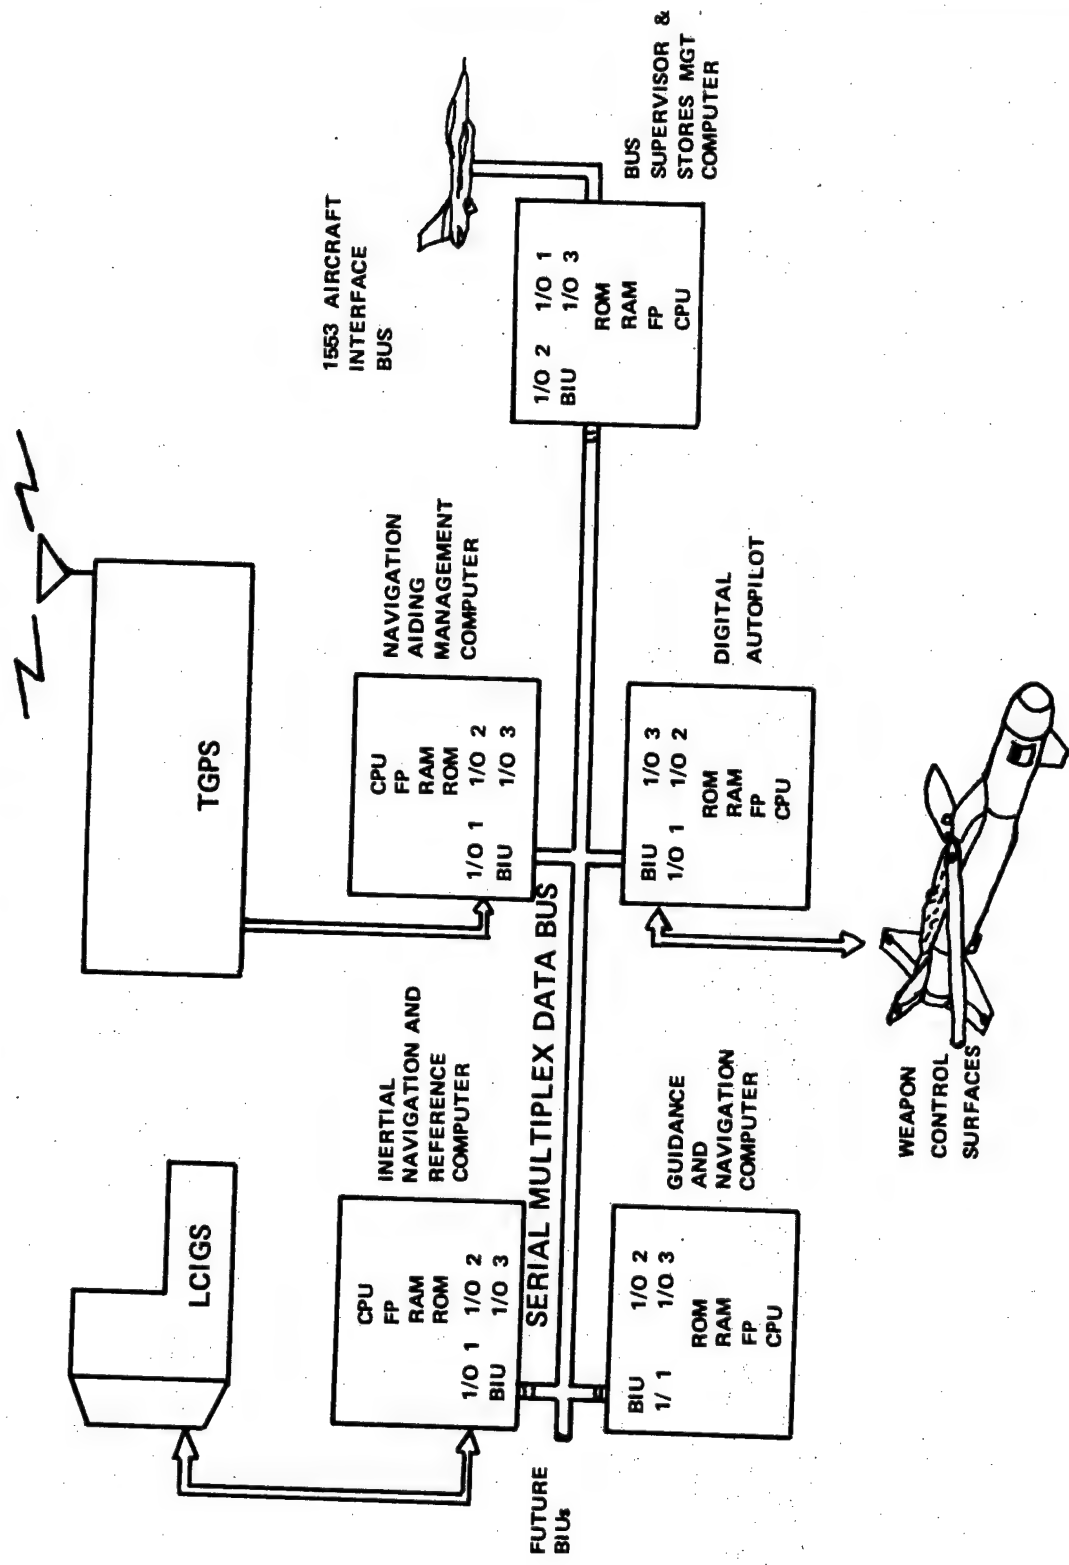 LCIGS
TGPS
1553 AIRCRAFT
INTERFACE
BUS
INERTIAL
NAVIGATION AND
REFERENCE
COMPUTER
CPU
FP
RAM
ROM
1/O 1 1/O 2
BIU 1/O 3
NAVIGATION
AIDING
MANAGEMENT
COMPUTER
CPU
FP
RAM
ROM
1/O 1 1/O 2
BIU 1/O 3
1/O 2 1/O 1
BIU 1/O 3
ROM
RAM
FP
CPU
BUS
SUPERVISOR &
STORES MGT
COMPUTER
SERIAL MULTIPLEX DATA BUS
FUTURE
BIUs
BIU 1/O 2
1/ 1 1/O 3
ROM
RAM
FP
CPU
GUIDANCE
AND
NAVIGATION
COMPUTER
BIU 1/O 3
1/O 1 1/O 2
ROM
RAM
FP
CPU
DIGITAL
AUTOPILOT
WEAPON
CONTROL
SURFACES